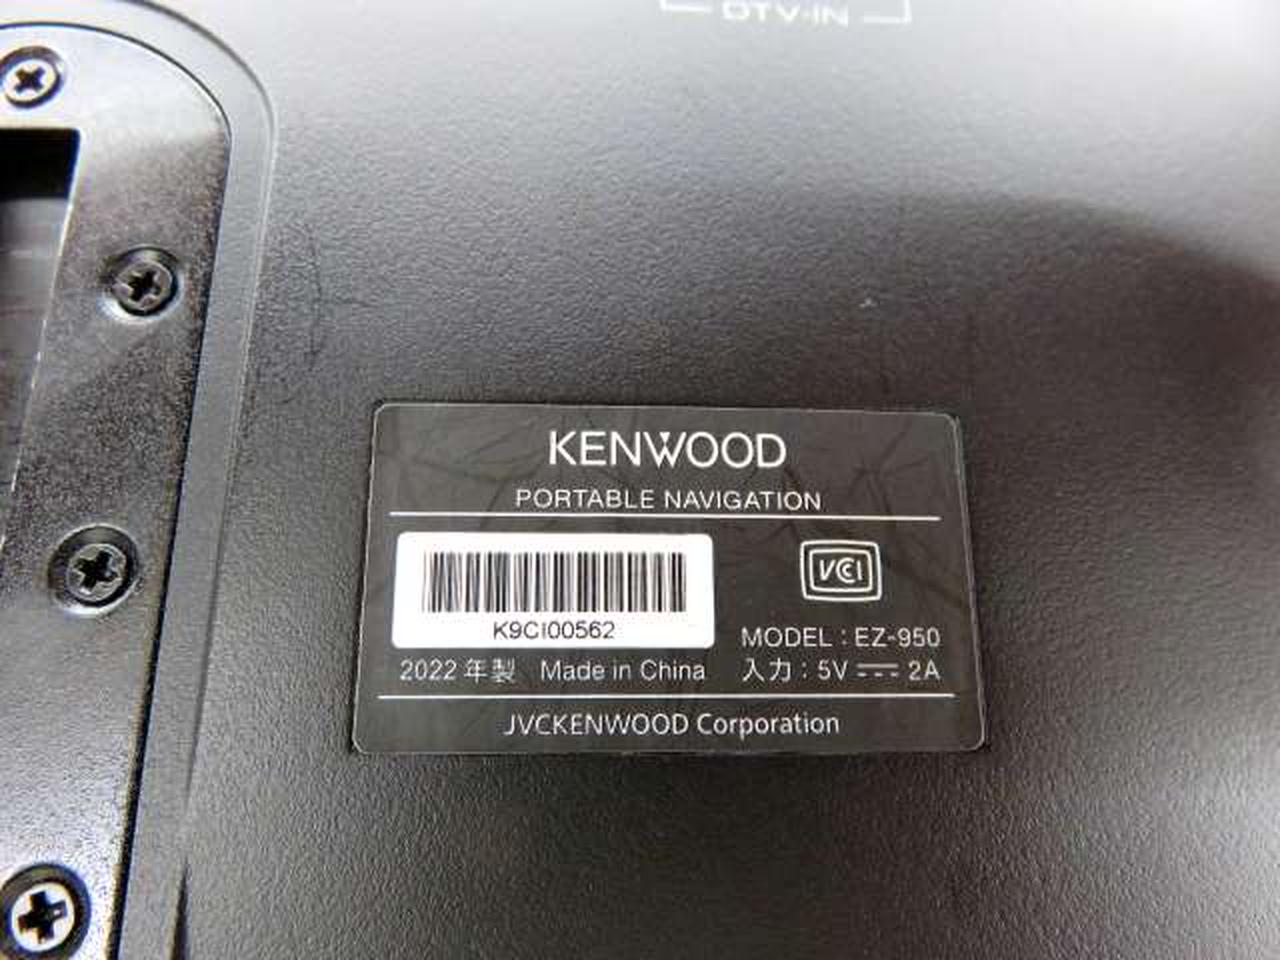 DTV-IN
KENWOOD
PORTABLE NAVIGATION
VCCI
K9CI00562
MODEL : EZ-950
2022 年製 Made in China
入力 : 5V ⎓ 2A
JVCKENWOOD Corporation